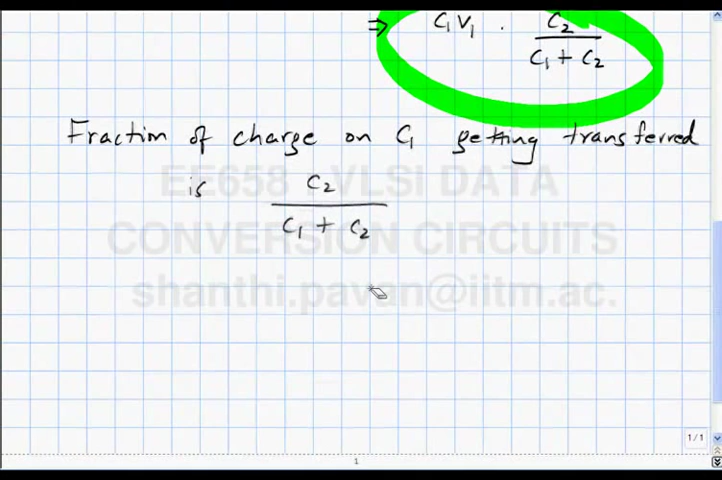 ⇒ C₁V₁ · C₂ / (C₁ + C₂)
Fraction of charge on C₁ getting transferred
is C₂ / (C₁ + C₂)
EE658 VLSI DATA
CONVERSION CIRCUITS
shanthi.pavan@iitm.ac.
1/1
1